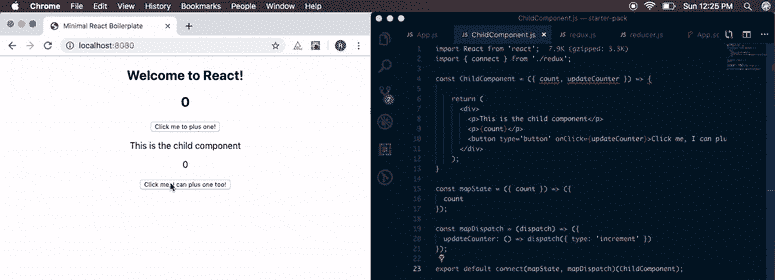 Chrome File Edit View History Bookmarks People Window Help
Sun 12:25 PM
Minimal React Boilerplate
localhost:8080
Welcome to React!
0
Click me to plus one!
This is the child component
0
Click me, I can plus one too!
ChildComponent.js — starter-pack
JS App.js JS ChildComponent.js JS redux.js JS reducer.js
1 import React from 'react'; 7.9K (gzipped: 3.3K)
2 import { connect } from './redux';
3
4 const ChildComponent = ({ count, updateCounter }) => {
5
6 return (
7 <div>
8 <p>This is the child component</p>
9 <p>{count}</p>
10 <button type='button' onClick={updateCounter}>Click me, I can plu
11 </div>
12 );
13 }
14
15 const mapState = ({ count }) => ({
16 count
17 });
18
19 const mapDispatch = (dispatch) => ({
20 updateCounter: () => dispatch({ type: 'increment' })
21 });
22
23 export default connect(mapState, mapDispatch)(ChildComponent);